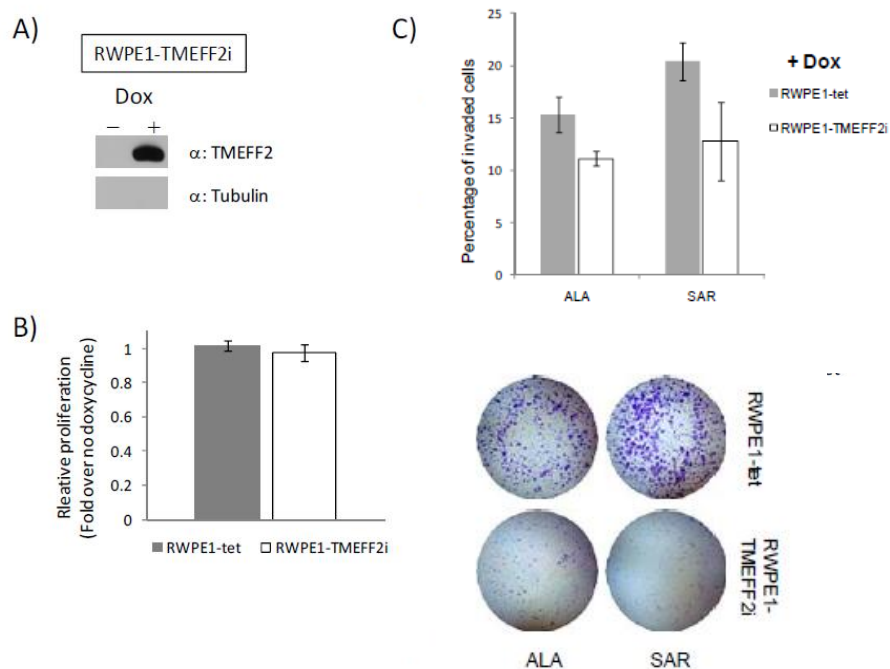 A)
RWPE1-TMEFF2i
Dox
– +
α: TMEFF2
α: Tubulin
B)
Rleative proliferation
(Fold over no doxycycline)
1
0.8
0.6
0.4
0.2
0
RWPE1-tet RWPE1-TMEFF2i
C)
Percentage of invaded cells
25
20
15
10
5
0
ALA SAR
+ Dox
RWPE1-tet
RWPE1-TMEFF2i
RWPE1-tet
RWPE1-
TMEFF2i
ALA SAR